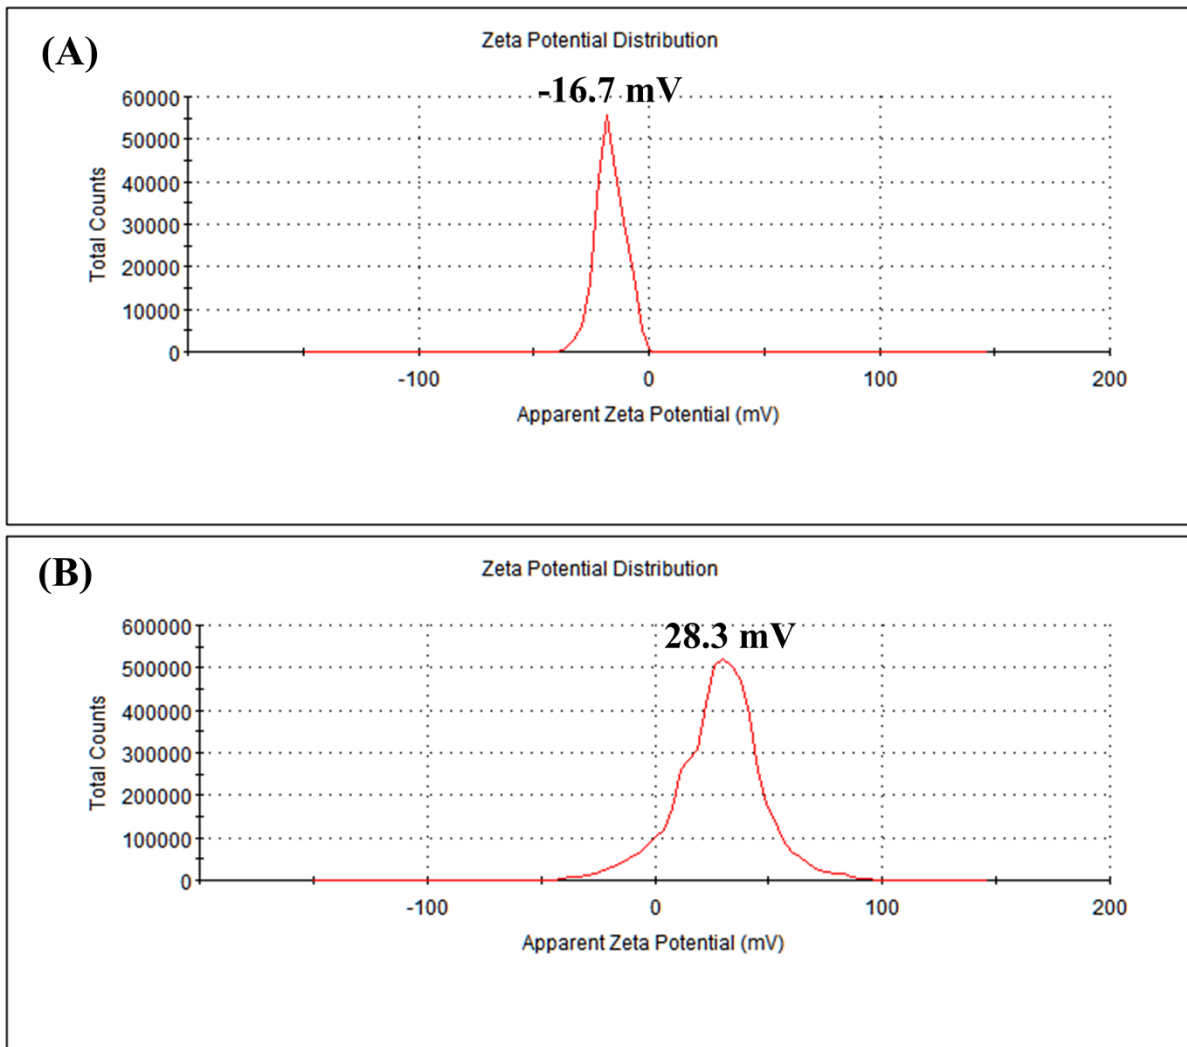 (A)
Zeta Potential Distribution
-16.7 mV
60000
50000
40000
30000
20000
10000
0
Total Counts
-100 0 100 200
Apparent Zeta Potential (mV)
(B)
Zeta Potential Distribution
28.3 mV
600000
500000
400000
300000
200000
100000
0
Total Counts
-100 0 100 200
Apparent Zeta Potential (mV)